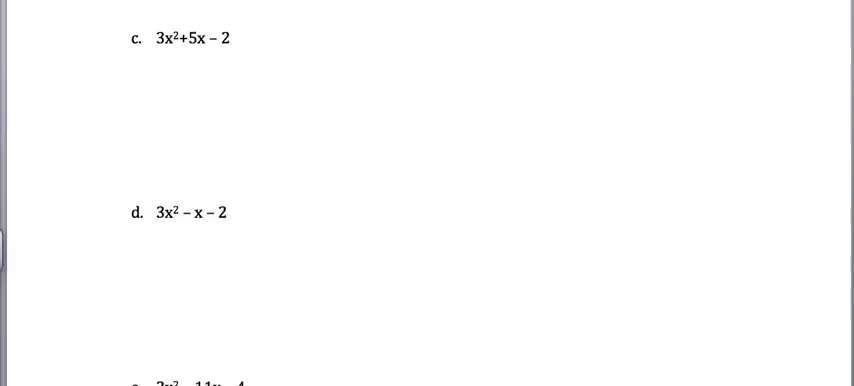 c. 3x²+5x – 2
d. 3x² – x – 2